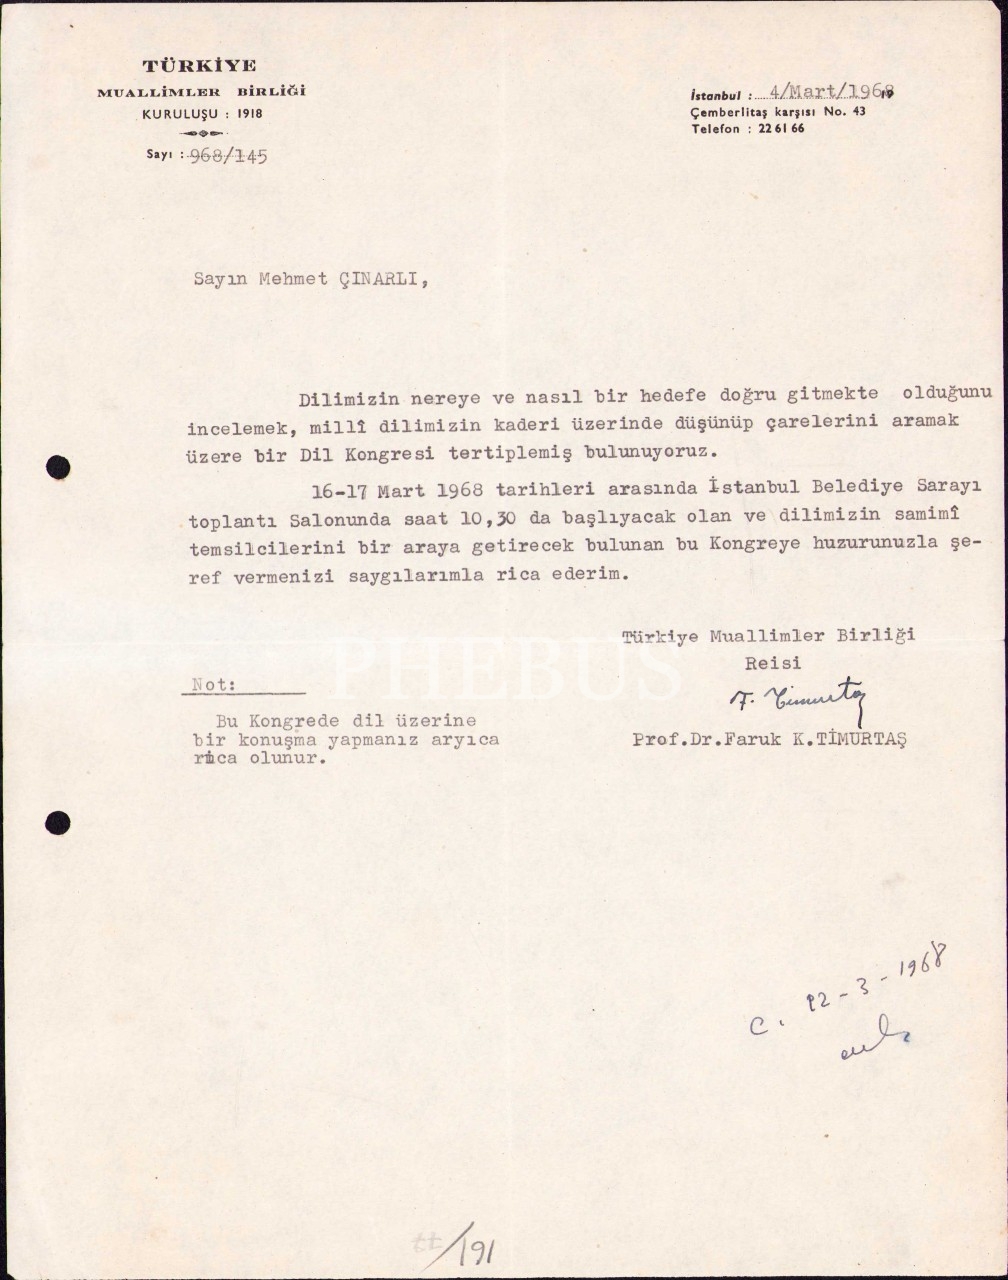 TÜRKİYE
MUALLİMLER BİRLİĞİ
KURULUŞU : 1918
Sayı : 968/145
İstanbul : 4/Mart/1968 19
Çemberlitaş karşısı No. 43
Telefon : 22 61 66
Sayın Mehmet ÇINARLI,
Dilimizin nereye ve nasıl bir hedefe doğru gitmekte olduğunu
incelemek, millî dilimizin kaderi üzerinde düşünüp çarelerini aramak
üzere bir Dil Kongresi tertiplemiş bulunuyoruz.
16-17 Mart 1968 tarihleri arasında İstanbul Belediye Sarayı
toplantı Salonunda saat 10,30 da başlıyacak olan ve dilimizin samimî
temsilcilerini bir araya getirecek bulunan bu Kongreye huzurunuzla şe-
ref vermenizi saygılarımla rica ederim.
Türkiye Muallimler Birliği
Reisi
F. Timurtaş
Prof.Dr.Faruk K.TİMURTAŞ
Not:
Bu Kongrede dil üzerine
bir konuşma yapmanız aryıca
rica olunur.
PHEBUS
C. 12-3-1968
/191